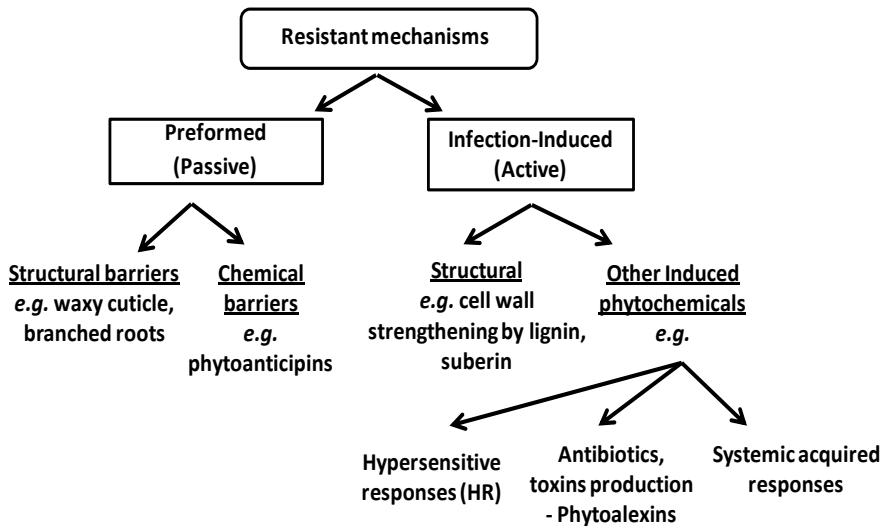 Resistant mechanisms
Preformed
(Passive)
Infection-Induced
(Active)
Structural barriers
e.g. waxy cuticle,
branched roots
Chemical
barriers
e.g.
phytoanticipins
Structural
e.g. cell wall
strengthening by lignin,
suberin
Other Induced
phytochemicals
e.g.
Hypersensitive
responses (HR)
Antibiotics,
toxins production
- Phytoalexins
Systemic acquired
responses